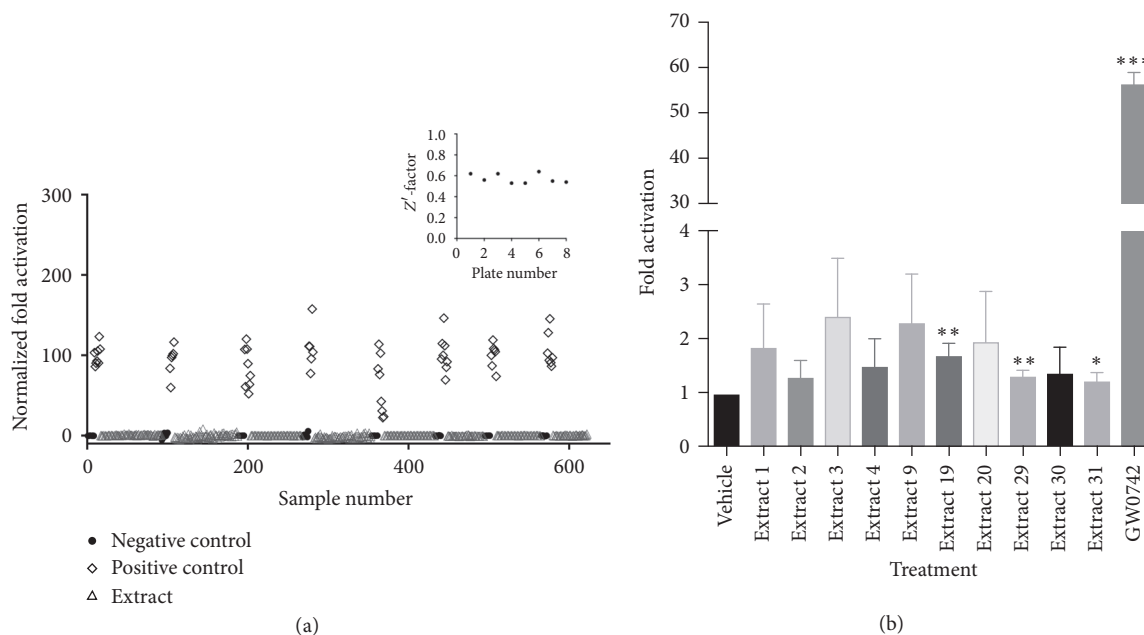 300
200
100
0
0
200
400
600
Normalized fold activation
Sample number
1.0
0.8
0.6
0.4
0.2
0.0
0
2
4
6
8
Z′-factor
Plate number
Negative control
Positive control
Extract
(a)
70
60
50
40
30
4
3
2
1
0
Fold activation
**
**
*
***
Vehicle
Extract 1
Extract 2
Extract 3
Extract 4
Extract 9
Extract 19
Extract 20
Extract 29
Extract 30
Extract 31
GW0742
Treatment
(b)